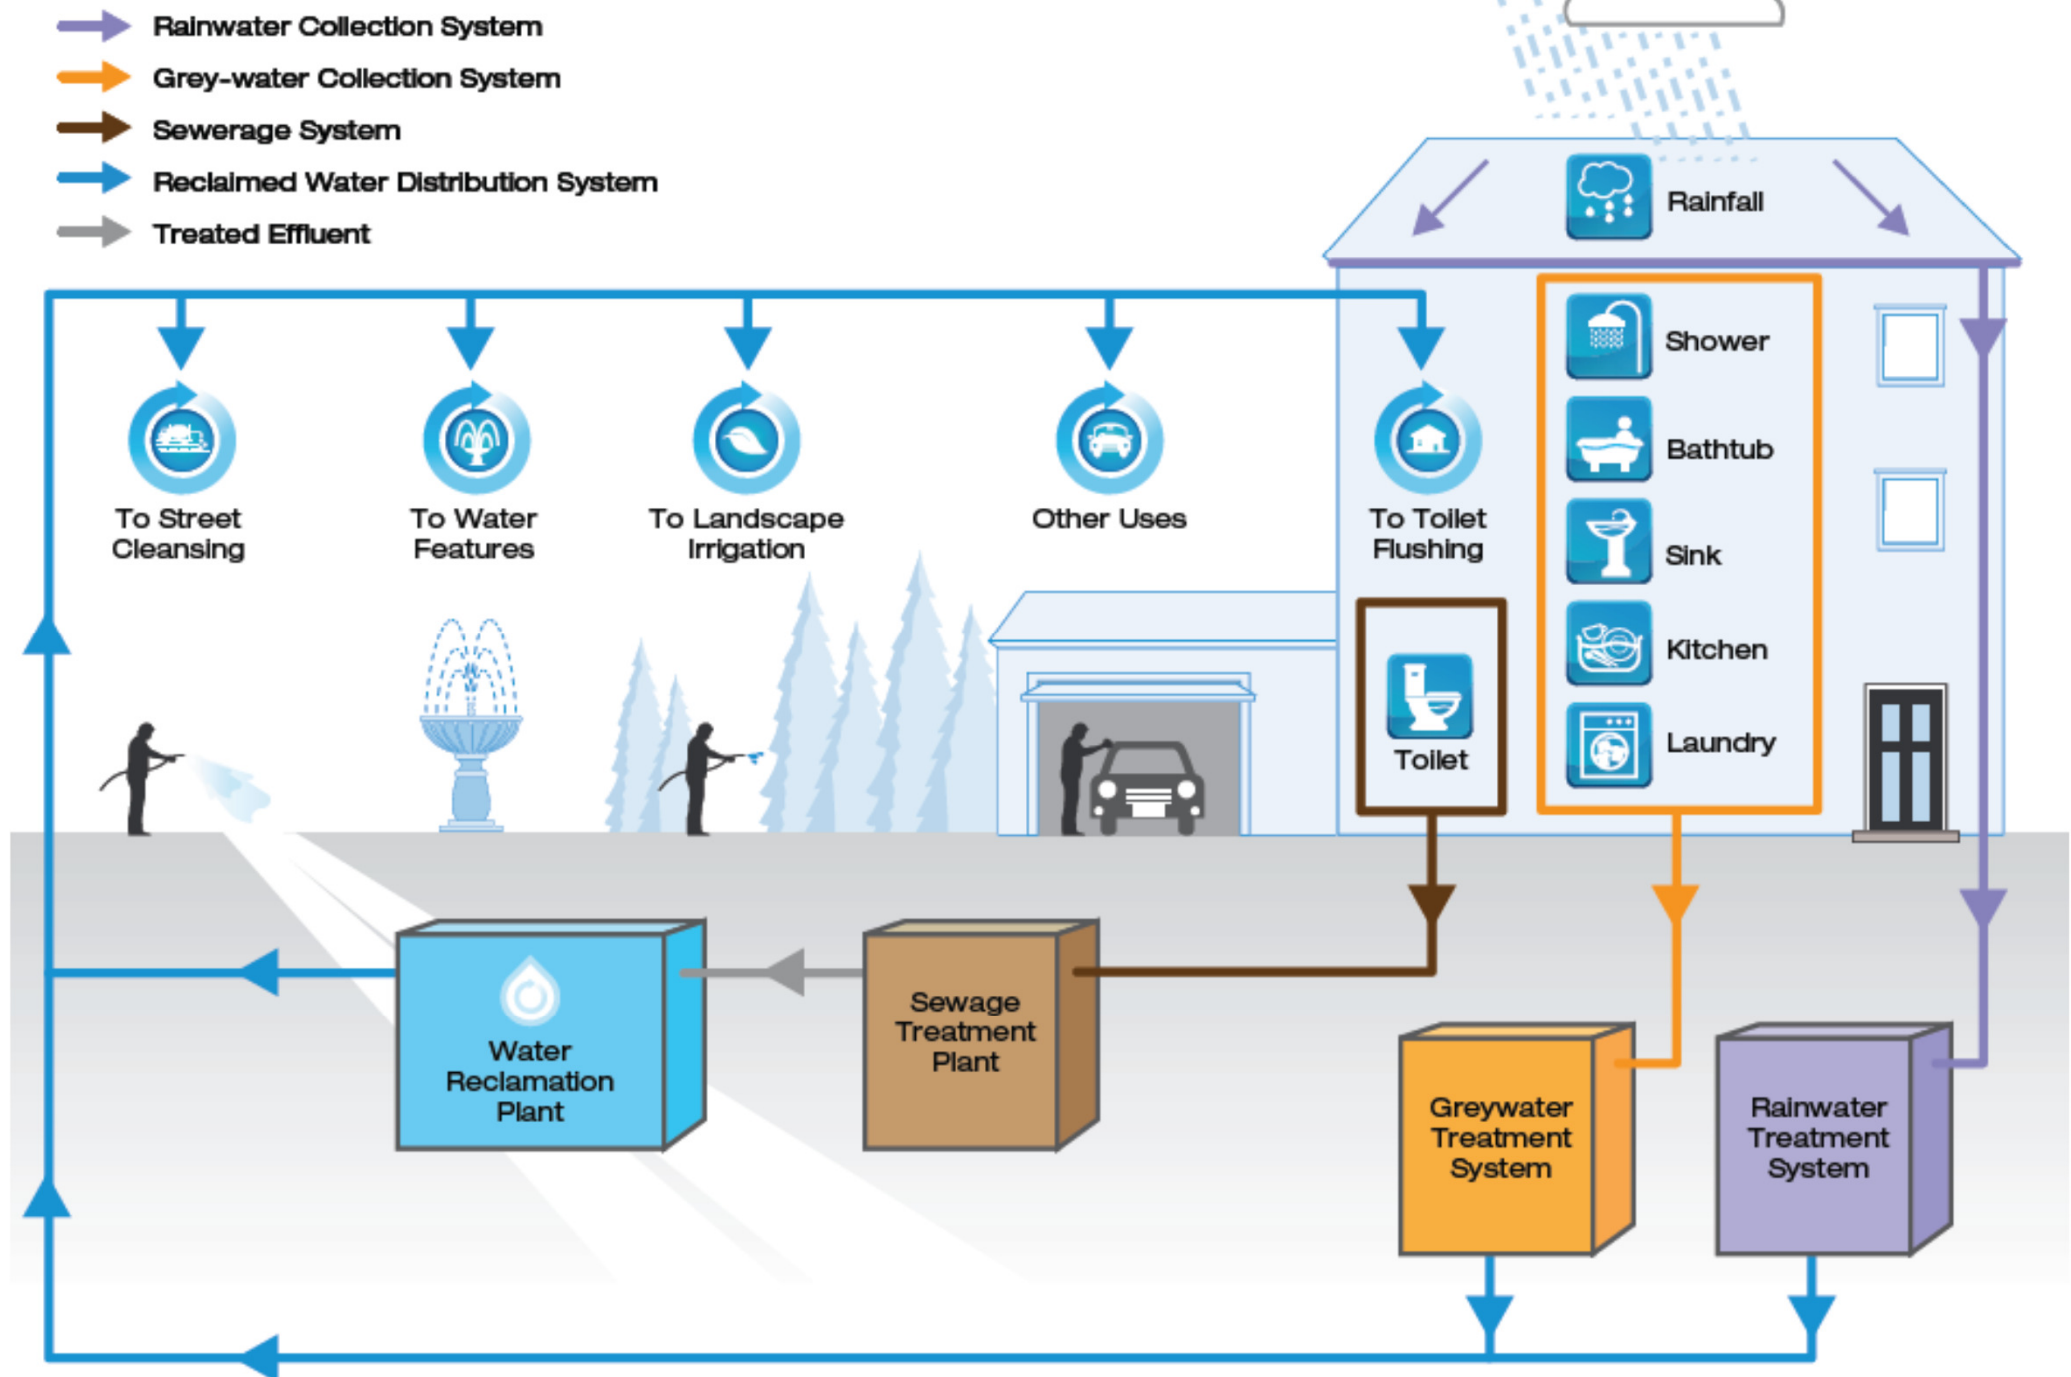 Rainwater Collection System
Grey-water Collection System
Sewerage System
Reclaimed Water Distribution System
Treated Effluent
Rainfall
Shower
Bathtub
Sink
Kitchen
Laundry
To Street
Cleansing
To Water
Features
To Landscape
Irrigation
Other Uses
To Toilet
Flushing
Toilet
Water
Reclamation
Plant
Sewage
Treatment
Plant
Greywater
Treatment
System
Rainwater
Treatment
System